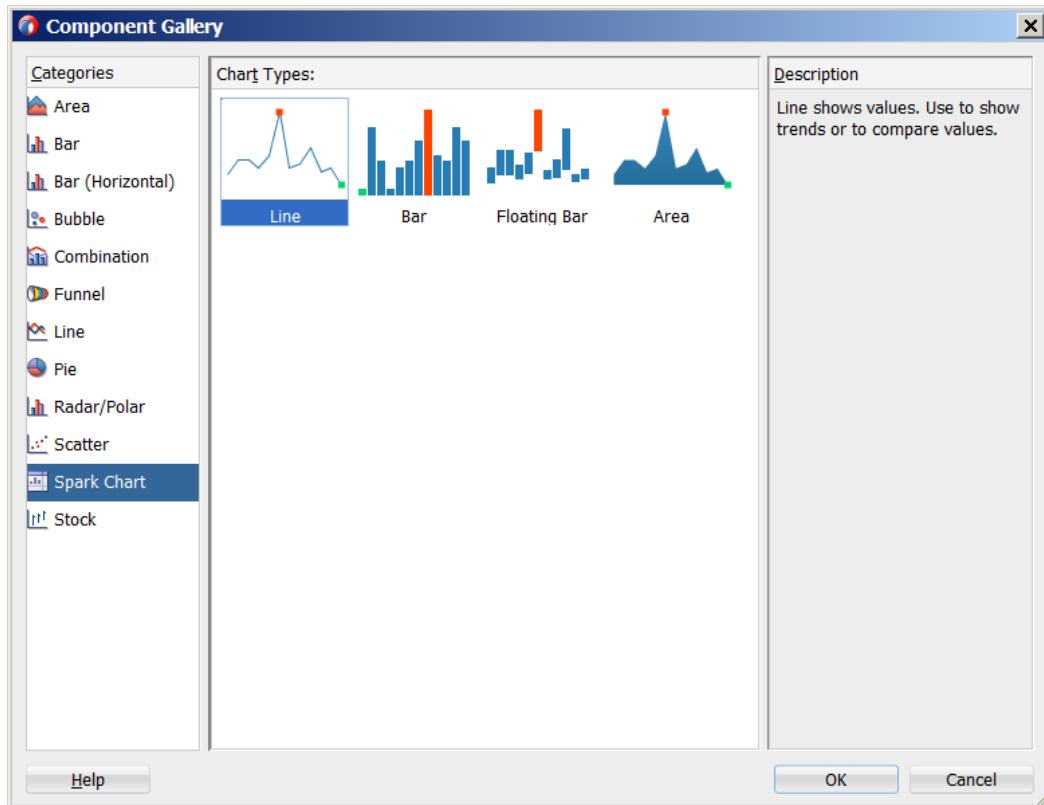 Component Gallery
Categories
Area
Bar
Bar (Horizontal)
Bubble
Combination
Funnel
Line
Pie
Radar/Polar
Scatter
Spark Chart
Stock
Chart Types:
Line Bar Floating Bar Area
Description
Line shows values. Use to show
trends or to compare values.
Help OK Cancel